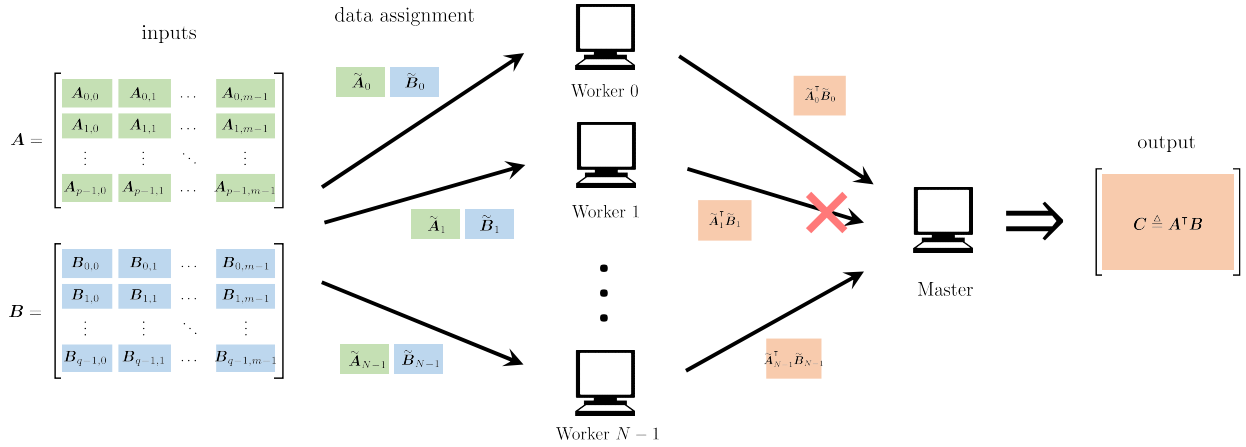 inputs
data assignment
A = [ A_{0,0} A_{0,1} ⋯ A_{0,m−1}
A_{1,0} A_{1,1} ⋯ A_{1,m−1}
⋮ ⋮ ⋱ ⋮
A_{p−1,0} A_{p−1,1} ⋯ A_{p−1,m−1} ]
B = [ B_{0,0} B_{0,1} ⋯ B_{0,m−1}
B_{1,0} B_{1,1} ⋯ B_{1,m−1}
⋮ ⋮ ⋱ ⋮
B_{q−1,0} B_{q−1,1} ⋯ B_{q−1,m−1} ]
Ã_0 B̃_0
Ã_1 B̃_1
Ã_{N−1} B̃_{N−1}
Worker 0
Worker 1
⋮
Worker N − 1
Ã_0^⊤ B̃_0
Ã_1^⊤ B̃_1
Ã_{N−1}^⊤ B̃_{N−1}
Master
output
C ≜ A^⊤ B